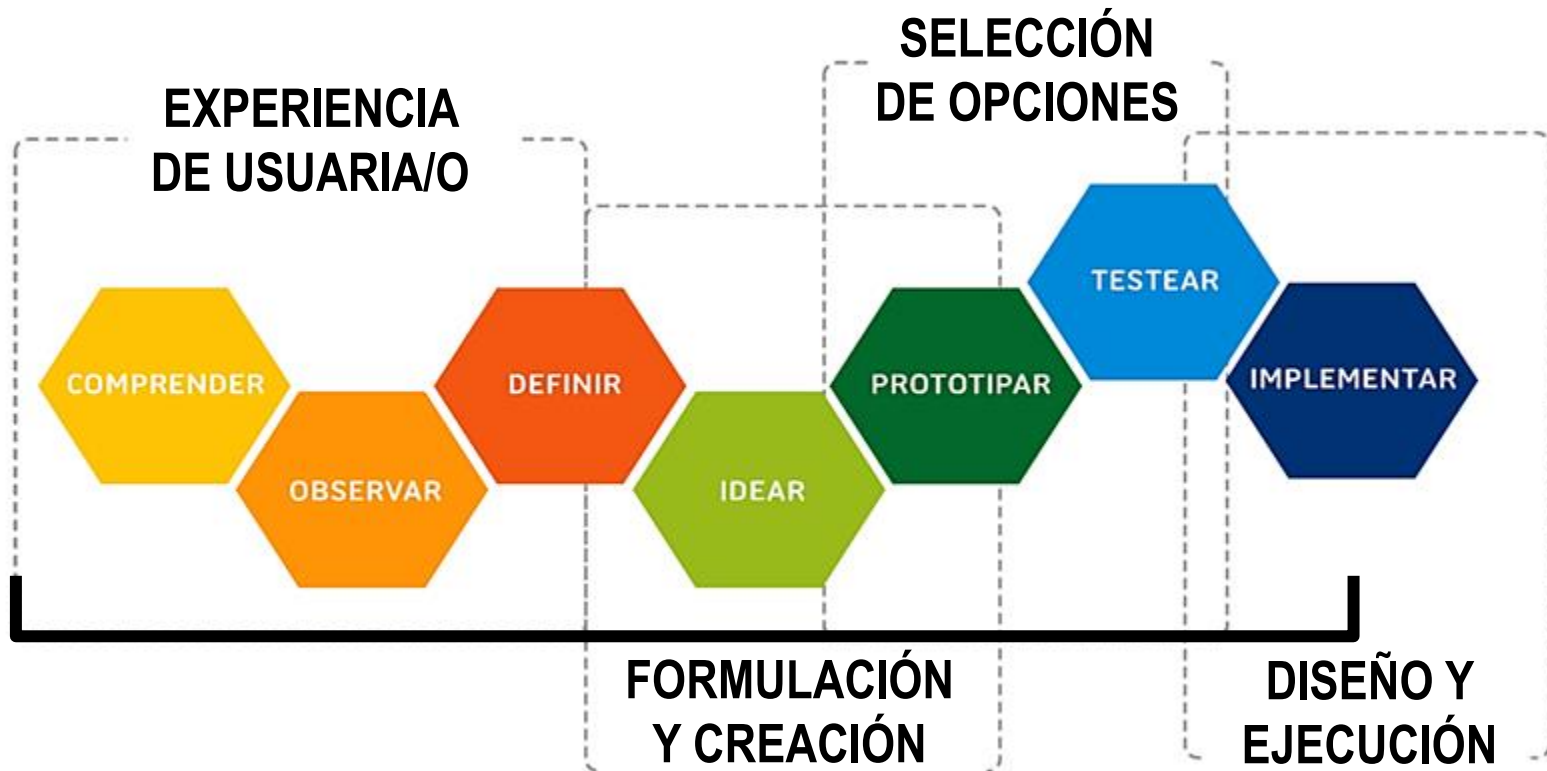 SELECCIÓN
DE OPCIONES
EXPERIENCIA
DE USUARIA/O
TESTEAR
COMPRENDER
DEFINIR
PROTOTIPAR
IMPLEMENTAR
OBSERVAR
IDEAR
FORMULACIÓN
Y CREACIÓN
DISEÑO Y
EJECUCIÓN